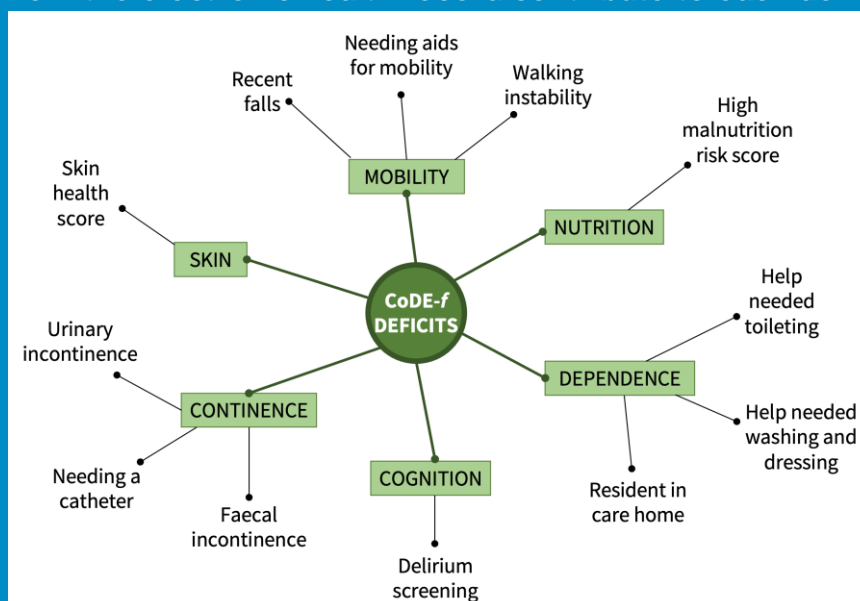 Needing aids
for mobility
Recent
falls
Walking
instability
High
malnutrition
risk score
MOBILITY
Skin
health
score
NUTRITION
SKIN
CoDE-f
DEFICITS
Help
needed
toileting
Urinary
incontinence
DEPENDENCE
CONTINENCE
Help needed
washing and
dressing
Needing a
catheter
COGNITION
Resident in
care home
Faecal
incontinence
Delirium
screening